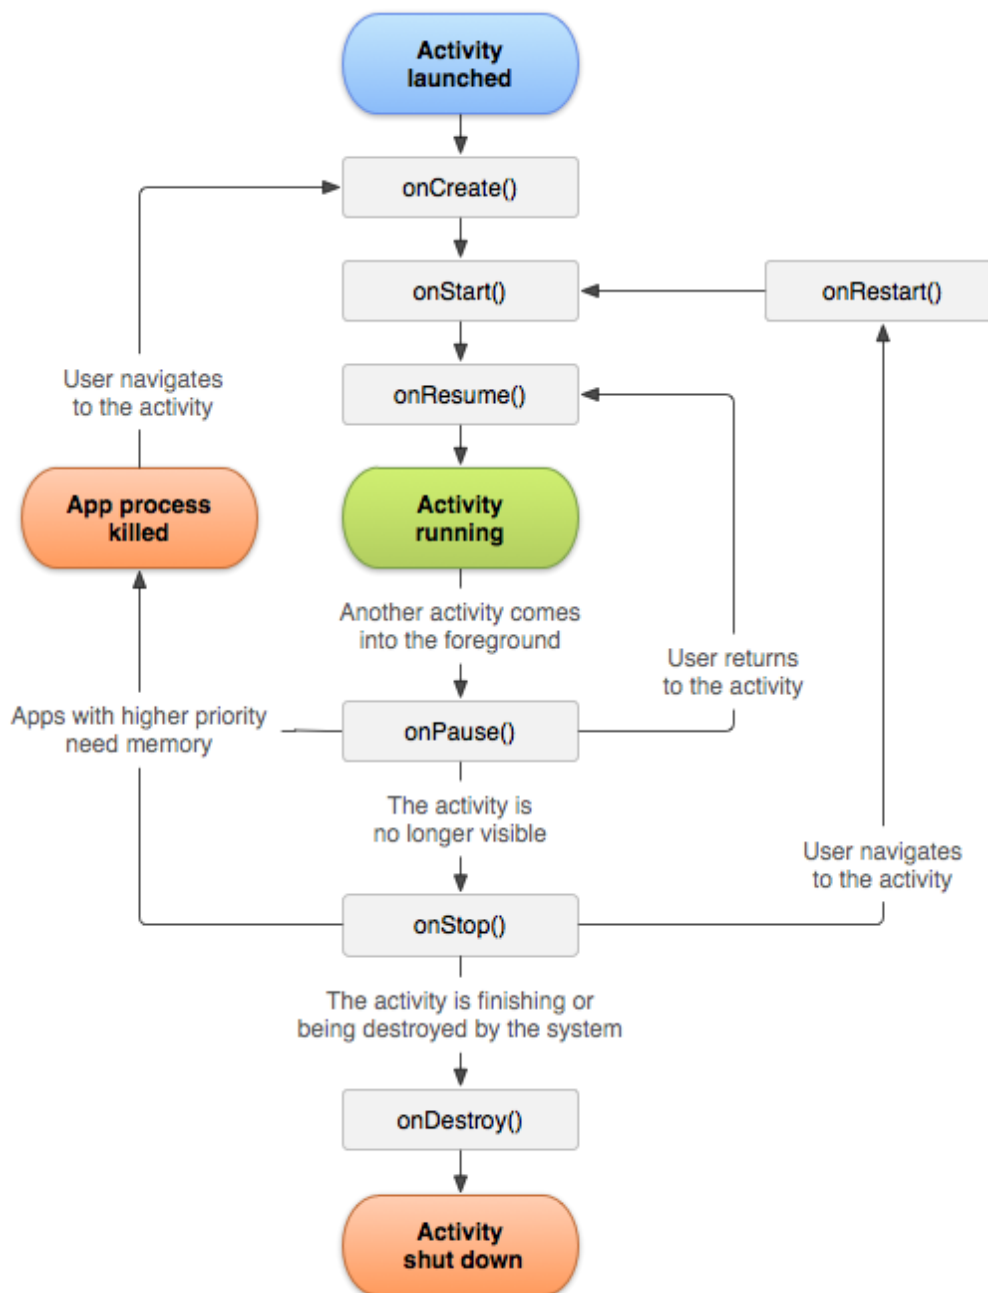 Activity
launched
onCreate()
onStart()
onRestart()
User navigates
to the activity
onResume()
App process
killed
Activity
running
Another activity comes
into the foreground
User returns
to the activity
Apps with higher priority
need memory
onPause()
The activity is
no longer visible
User navigates
to the activity
onStop()
The activity is finishing or
being destroyed by the system
onDestroy()
Activity
shut down